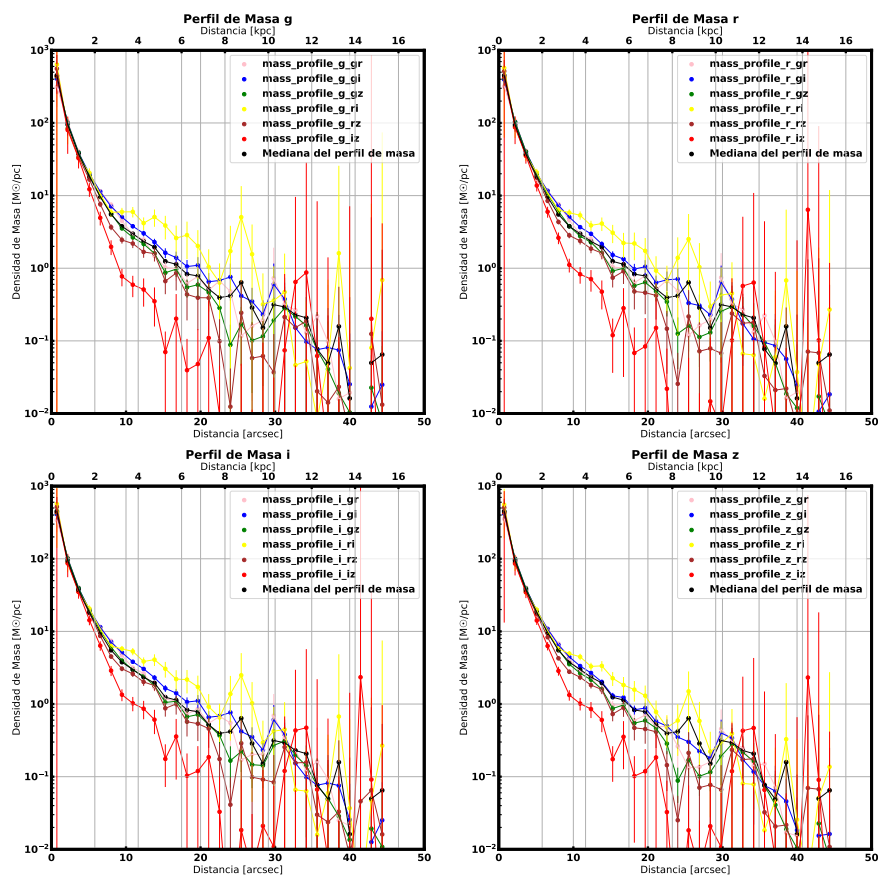 Perfil de Masa g
Distancia [kpc]
0 2 4 6 8 10 12 14 16
Densidad de Masa [M☉/pc]
10³
10²
10¹
10⁰
10⁻¹
10⁻²
mass_profile_g_gr
mass_profile_g_gi
mass_profile_g_gz
mass_profile_g_ri
mass_profile_g_rz
mass_profile_g_iz
Mediana del perfil de masa
0 10 20 30 40 50
Distancia [arcsec]
Perfil de Masa r
Distancia [kpc]
0 2 4 6 8 10 12 14 16
Densidad de Masa [M☉/pc]
10³
10²
10¹
10⁰
10⁻¹
10⁻²
mass_profile_r_gr
mass_profile_r_gi
mass_profile_r_gz
mass_profile_r_ri
mass_profile_r_rz
mass_profile_r_iz
Mediana del perfil de masa
0 10 20 30 40 50
Distancia [arcsec]
Perfil de Masa i
Distancia [kpc]
0 2 4 6 8 10 12 14 16
Densidad de Masa [M☉/pc]
10³
10²
10¹
10⁰
10⁻¹
10⁻²
mass_profile_i_gr
mass_profile_i_gi
mass_profile_i_gz
mass_profile_i_ri
mass_profile_i_rz
mass_profile_i_iz
Mediana del perfil de masa
0 10 20 30 40 50
Distancia [arcsec]
Perfil de Masa z
Distancia [kpc]
0 2 4 6 8 10 12 14 16
Densidad de Masa [M☉/pc]
10³
10²
10¹
10⁰
10⁻¹
10⁻²
mass_profile_z_gr
mass_profile_z_gi
mass_profile_z_gz
mass_profile_z_ri
mass_profile_z_rz
mass_profile_z_iz
Mediana del perfil de masa
0 10 20 30 40 50
Distancia [arcsec]